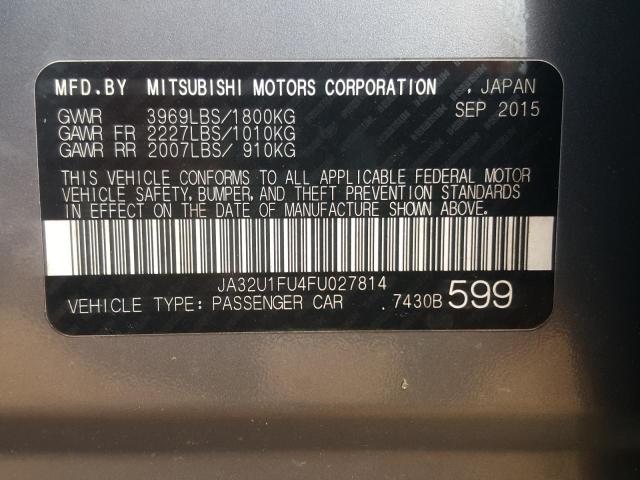 MFD.BY MITSUBISHI MOTORS CORPORATION , JAPAN
GVWR 3969LBS/1800KG SEP 2015
GAWR FR 2227LBS/1010KG
GAWR RR 2007LBS/ 910KG
THIS VEHICLE CONFORMS TO ALL APPLICABLE FEDERAL MOTOR
VEHICLE SAFETY, BUMPER, AND THEFT PREVENTION STANDARDS
IN EFFECT ON THE DATE OF MANUFACTURE SHOWN ABOVE.
JA32U1FU4FU027814
VEHICLE TYPE: PASSENGER CAR . 7430B 599